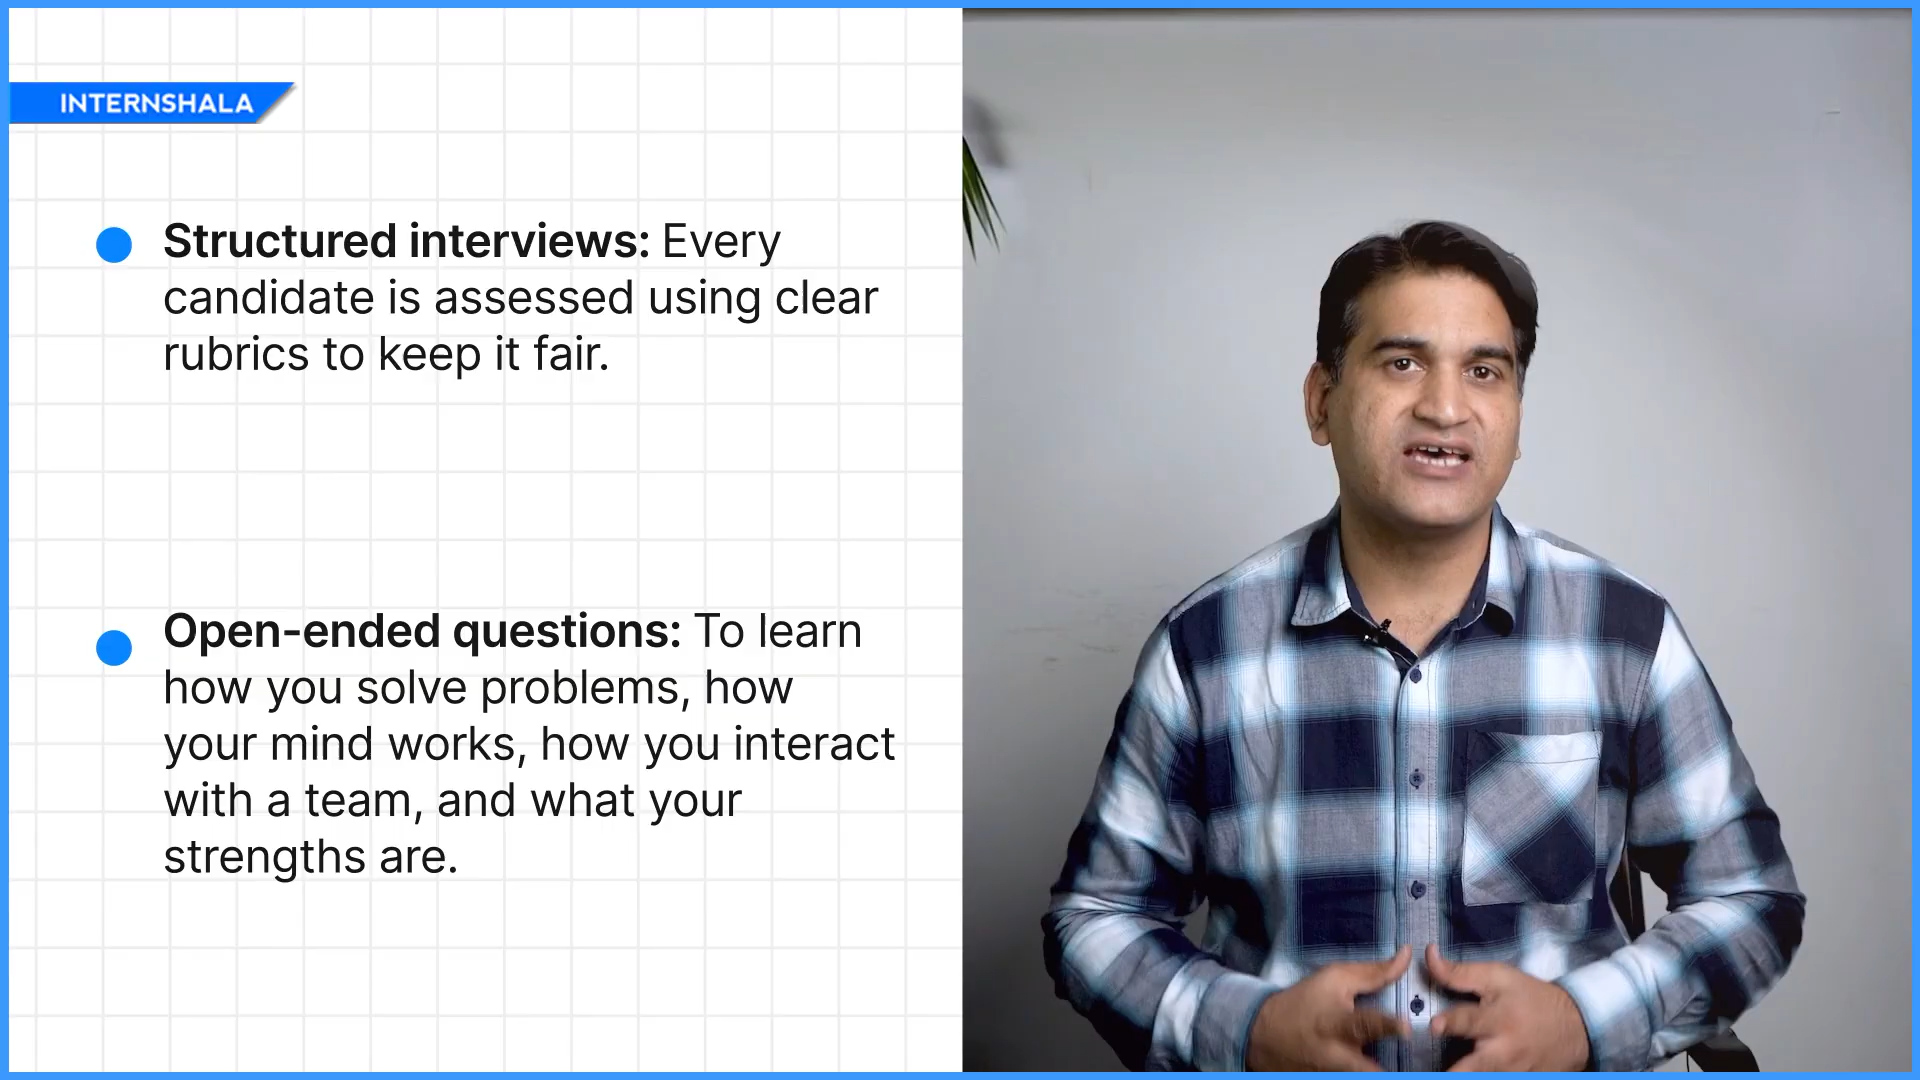 INTERNSHALA
Structured interviews: Every
candidate is assessed using clear
rubrics to keep it fair.
Open-ended questions: To learn
how you solve problems, how
your mind works, how you interact
with a team, and what your
strengths are.